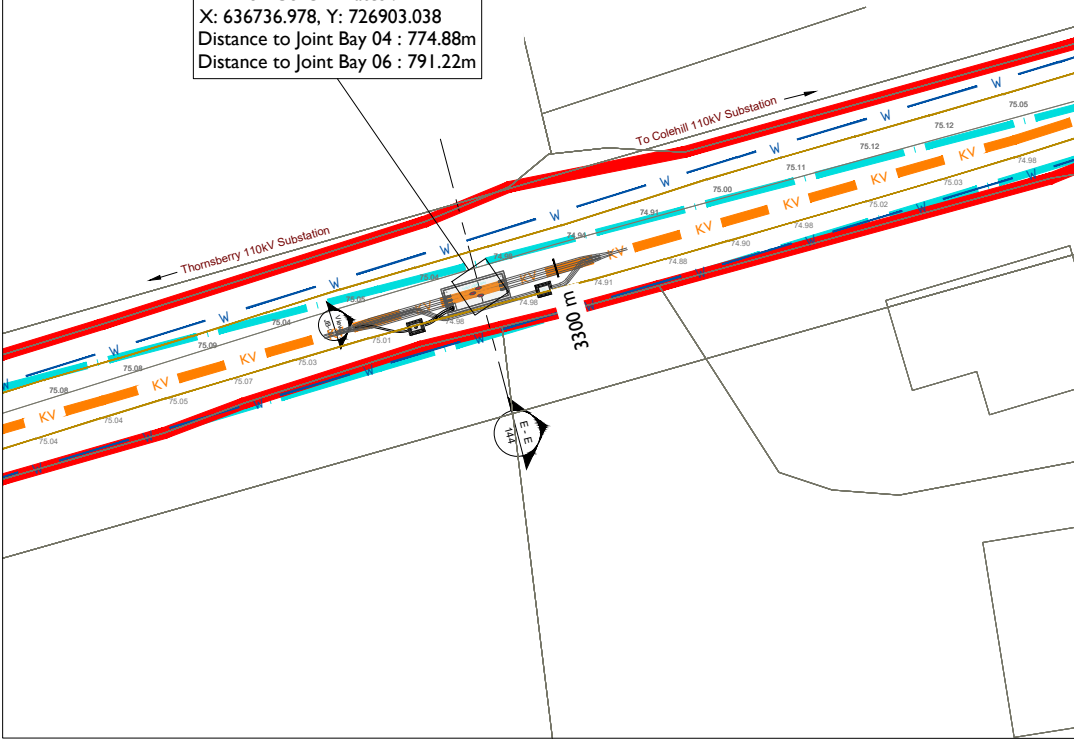 X: 636736.978, Y: 726903.038
Distance to Joint Bay 04 : 774.88m
Distance to Joint Bay 06 : 791.22m
To Colehill 110kV Substation
Thornsberry 110kV Substation
W W W W W W W W
KV KV KV KV KV KV KV
75.05
75.12
75.12
75.11
75.00
74.91
74.94
75.04
75.09
75.08
74.98
75.03
75.02
74.98
74.90
74.88
74.91
74.98
74.98
75.01
75.03
75.07
75.05
75.04
75.04
3300 m
E - E
144